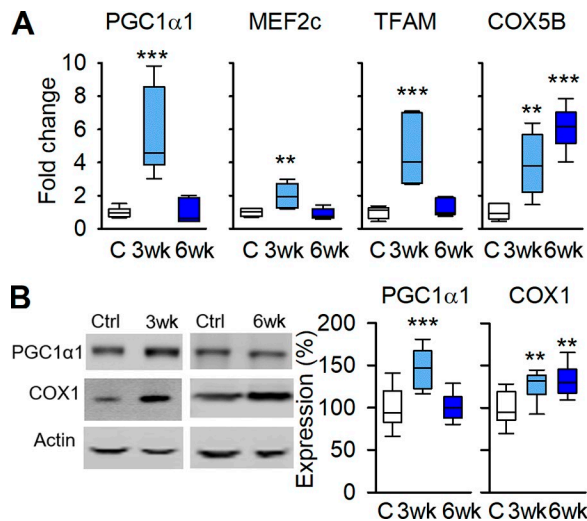 A
PGC1α1 MEF2c TFAM COX5B
Fold change
10
8
6
4
2
0
***
**
***
**
***
C 3wk 6wk C 3wk 6wk C 3wk 6wk C 3wk 6wk
B
Ctrl 3wk Ctrl 6wk
PGC1α1
COX1
Actin
PGC1α1 COX1
Expression (%)
200
150
100
50
0
***
** **
C 3wk 6wk C 3wk 6wk